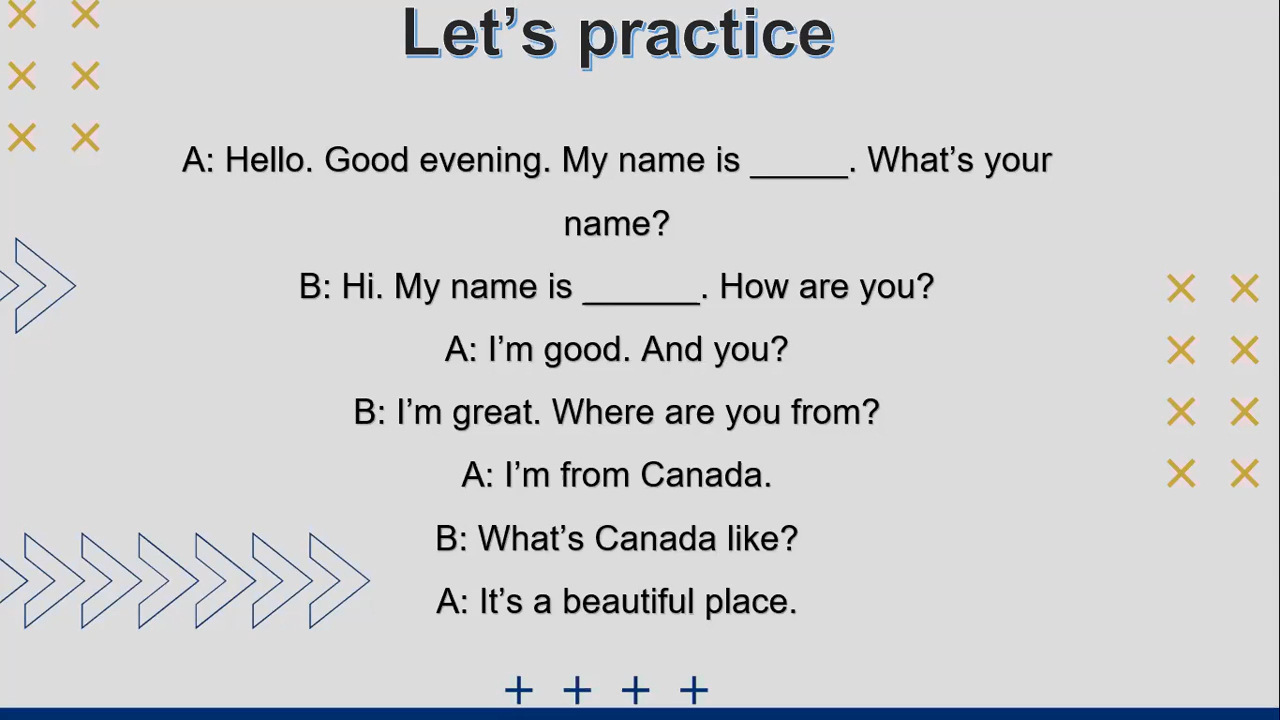 Let’s practice
A: Hello. Good evening. My name is _____. What’s your
name?
B: Hi. My name is ______. How are you?
A: I’m good. And you?
B: I’m great. Where are you from?
A: I’m from Canada.
B: What’s Canada like?
A: It’s a beautiful place.